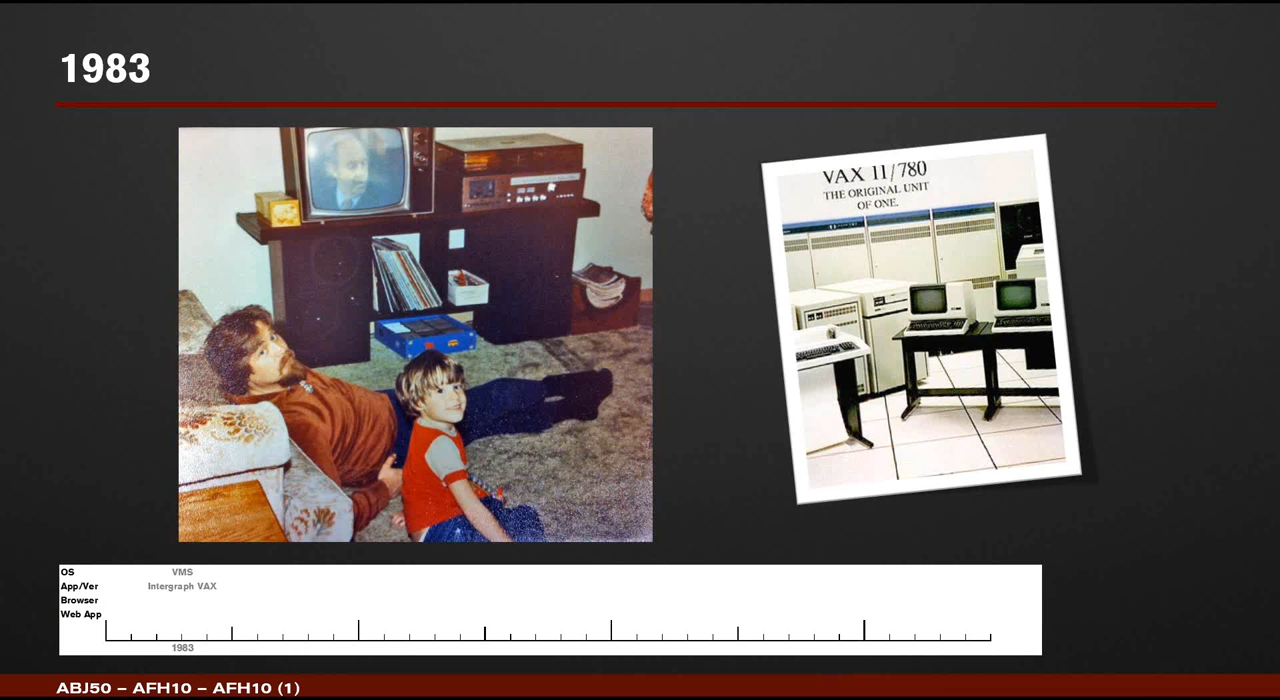 1983
VAX 11/780
THE ORIGINAL UNIT
OF ONE.
OS VMS
App/Ver Intergraph VAX
Browser
Web App
1983
ABJ50 – AFH10 – AFH10 (1)